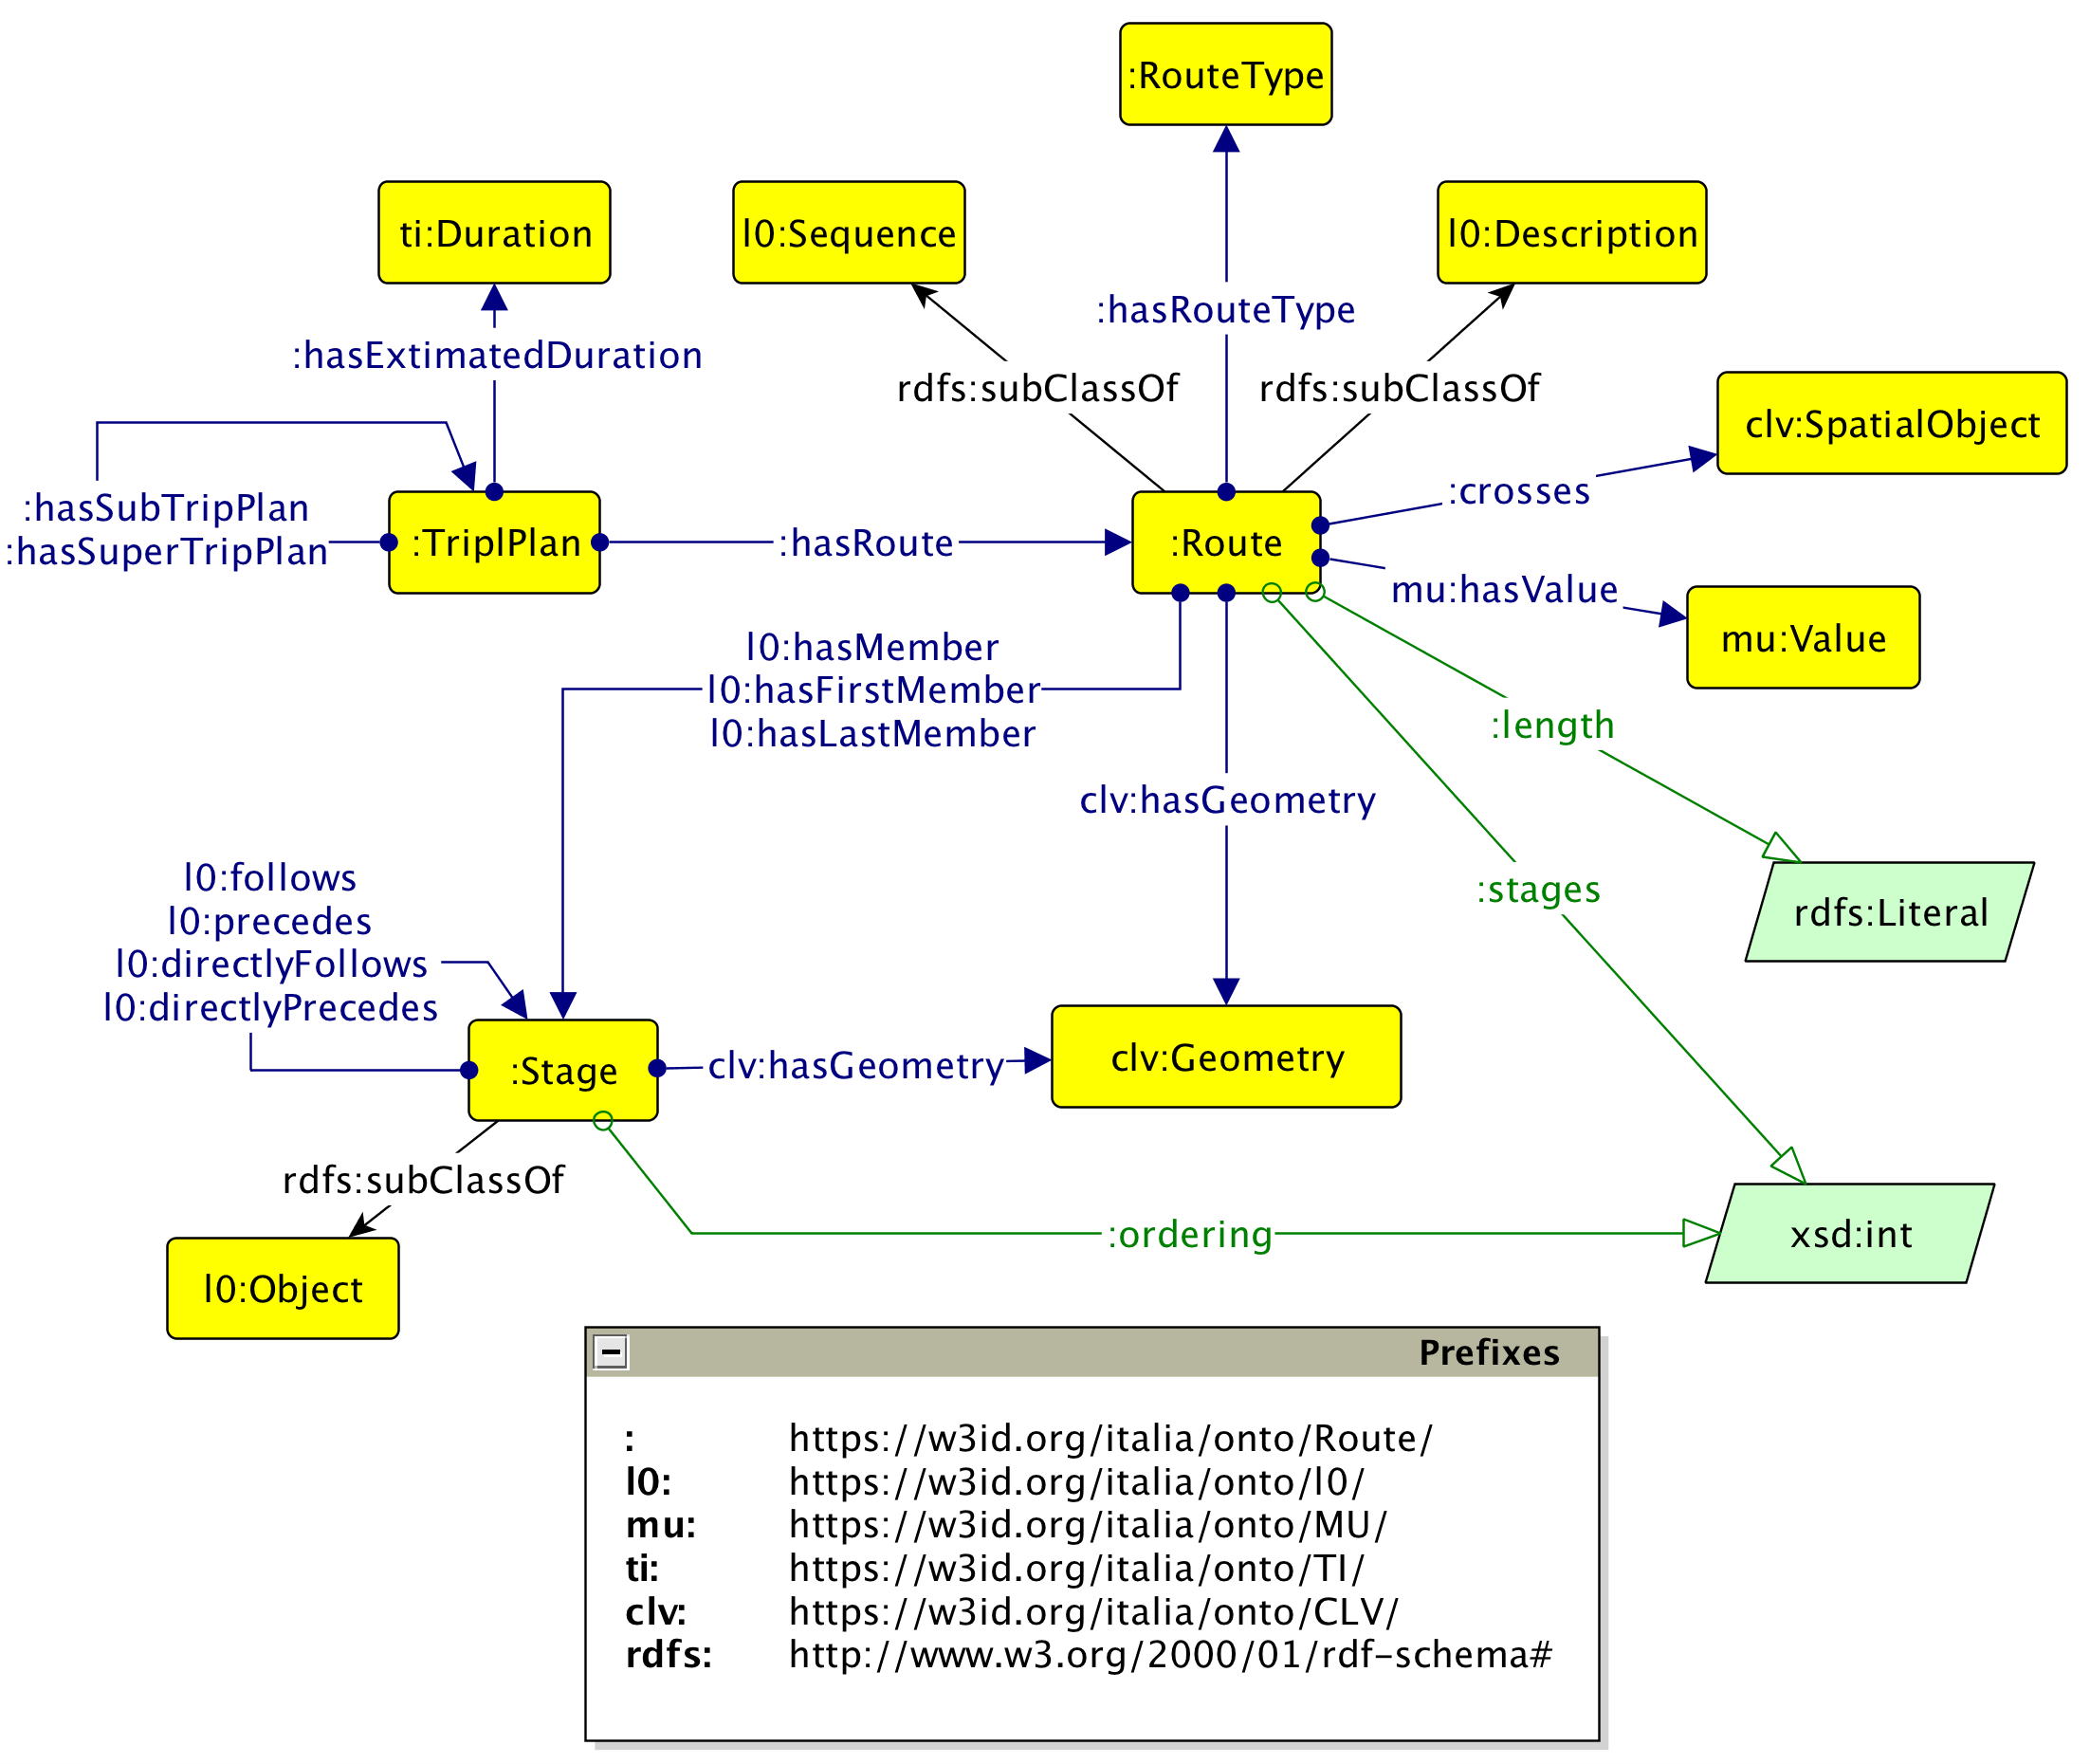 :RouteType
ti:Duration
l0:Sequence
l0:Description
:hasRouteType
:hasExtimatedDuration
rdfs:subClassOf
rdfs:subClassOf
clv:SpatialObject
:crosses
:hasSubTripPlan
:hasSuperTripPlan
:TriplPlan
:hasRoute
:Route
mu:hasValue
mu:Value
l0:hasMember
l0:hasFirstMember
l0:hasLastMember
:length
clv:hasGeometry
:stages
rdfs:Literal
l0:follows
l0:precedes
l0:directlyFollows
l0:directlyPrecedes
:Stage
clv:hasGeometry
clv:Geometry
rdfs:subClassOf
:ordering
xsd:int
l0:Object
Prefixes
: https://w3id.org/italia/onto/Route/
l0: https://w3id.org/italia/onto/l0/
mu: https://w3id.org/italia/onto/MU/
ti: https://w3id.org/italia/onto/TI/
clv: https://w3id.org/italia/onto/CLV/
rdfs: http://www.w3.org/2000/01/rdf-schema#